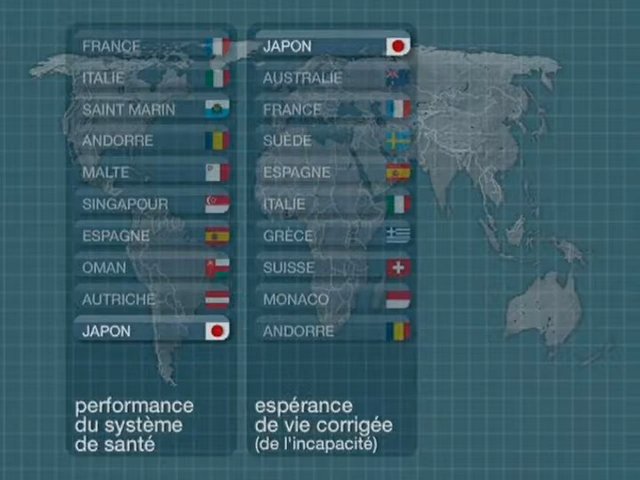 FRANCE
ITALIE
SAINT MARIN
ANDORRE
MALTE
SINGAPOUR
ESPAGNE
OMAN
AUTRICHE
JAPON
performance
du système
de santé
JAPON
AUSTRALIE
FRANCE
SUÈDE
ESPAGNE
ITALIE
GRÈCE
SUISSE
MONACO
ANDORRE
espérance
de vie corrigée
(de l'incapacité)